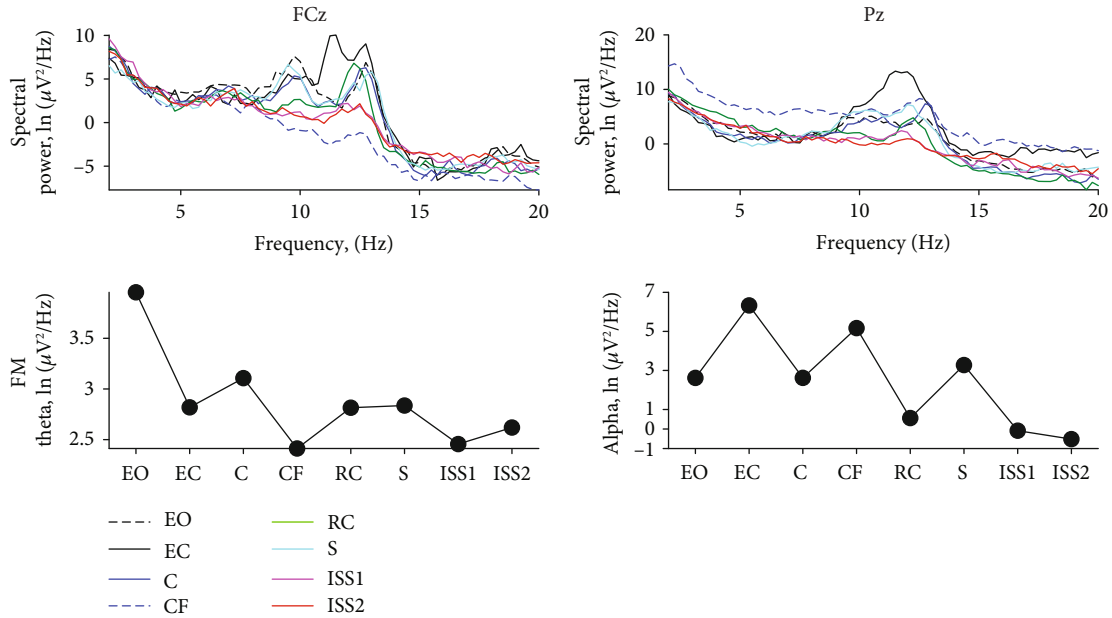 FCz
Spectral
power, ln (μV²/Hz)
10
5
0
−5
5
10
15
20
Frequency, (Hz)
Pz
Spectral
power, ln (μV²/Hz)
20
10
0
5
10
15
20
Frequency (Hz)
FM
theta, ln (μV²/Hz)
3.5
3
2.5
EO EC C CF RC S ISS1 ISS2
Alpha, ln (μV²/Hz)
7
5
3
1
0
−1
EO EC C CF RC S ISS1 ISS2
EO
EC
C
CF
RC
S
ISS1
ISS2